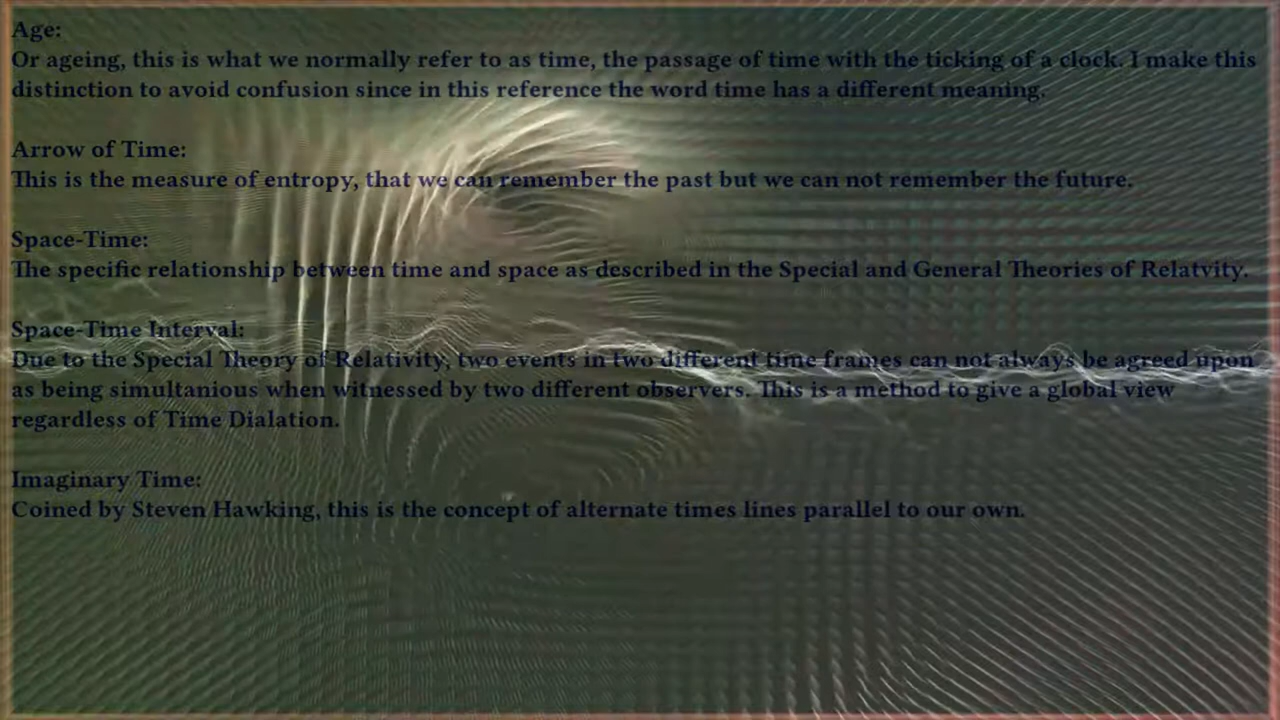 Age:
Or ageing, this is what we normally refer to as time, the passage of time with the ticking of a clock. I make this
distinction to avoid confusion since in this reference the word time has a different meaning.
Arrow of Time:
This is the measure of entropy, that we can remember the past but we can not remember the future.
Space-Time:
The specific relationship between time and space as described in the Special and General Theories of Relatvity.
Space-Time Interval:
Due to the Special Theory of Relativity, two events in two different time frames can not always be agreed upon
as being simultanious when witnessed by two different observers. This is a method to give a global view
regardless of Time Dialation.
Imaginary Time:
Coined by Steven Hawking, this is the concept of alternate times lines parallel to our own.